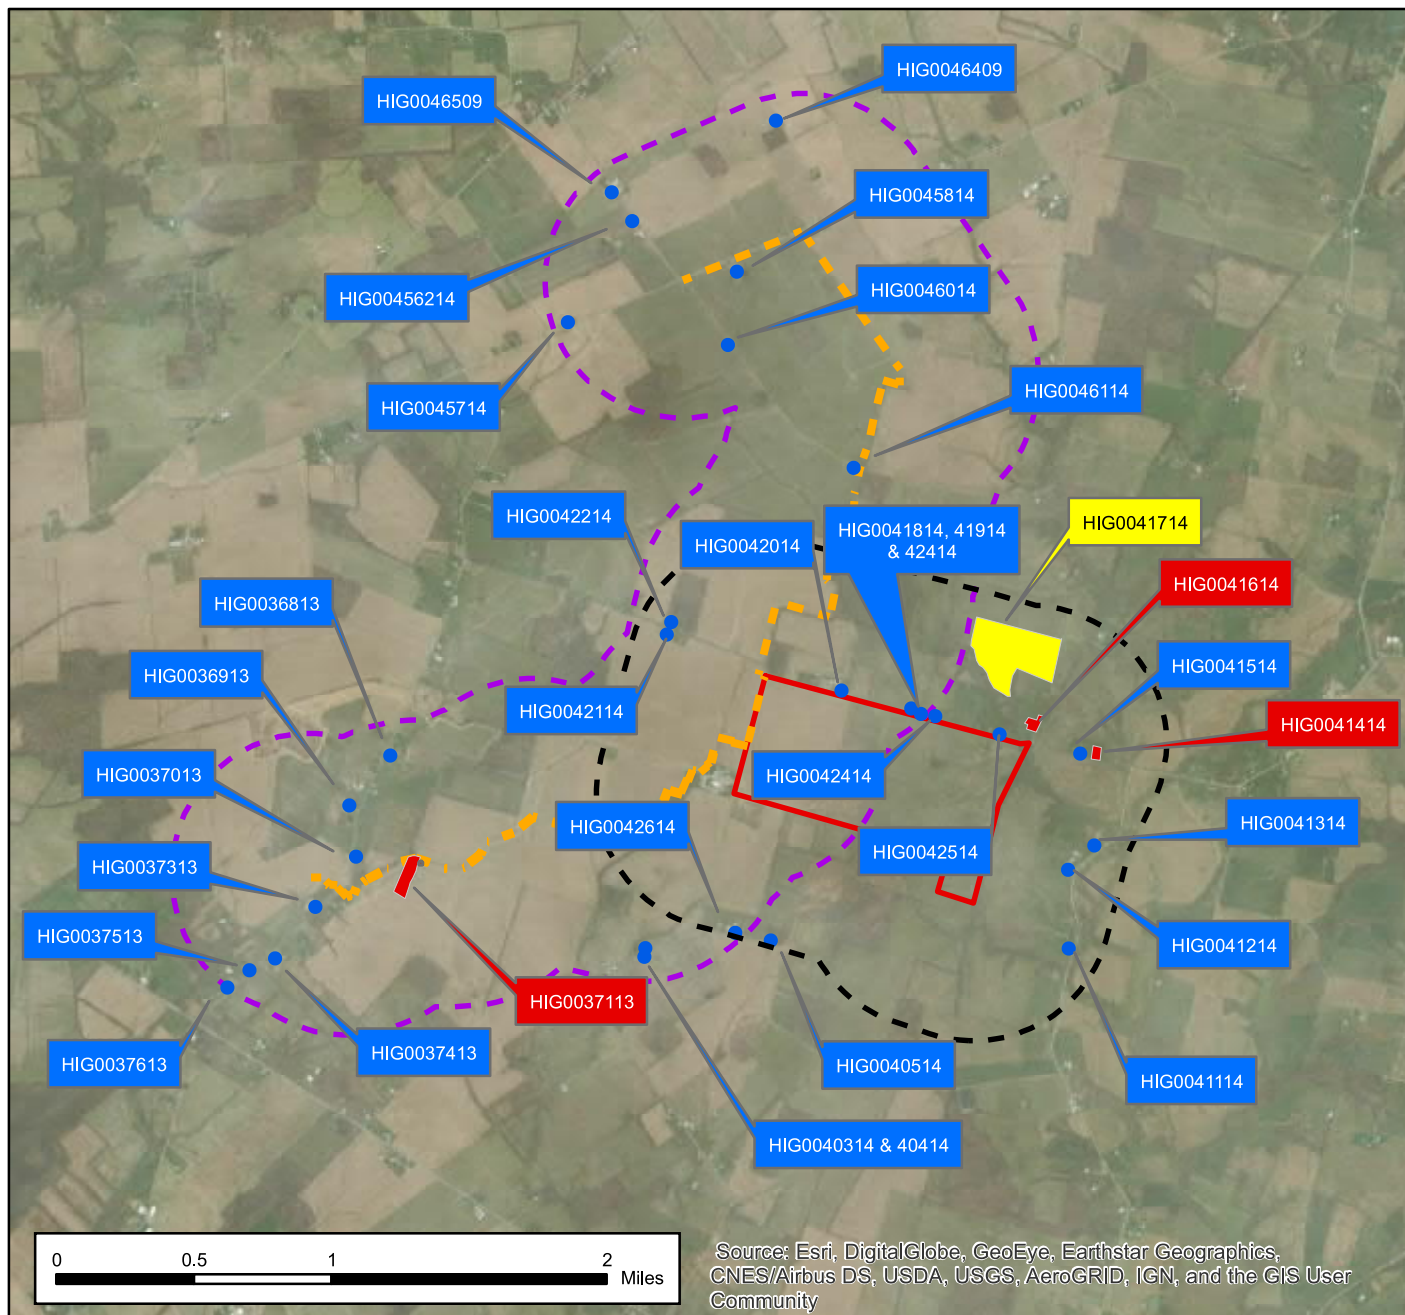 HIG0046409
HIG0046509
HIG0045814
HIG00456214
HIG0046014
HIG0045714
HIG0046114
HIG0042214
HIG0042014
HIG0041814, 41914
& 42414
HIG0041714
HIG0041614
HIG0036813
HIG0041514
HIG0036913
HIG0042114
HIG0041414
HIG0037013
HIG0042414
HIG0042614
HIG0041314
HIG0042514
HIG0037313
HIG0037513
HIG0041214
HIG0037113
HIG0037413
HIG0037613
HIG0040514
HIG0041114
HIG0040314 & 40414
0 0.5 1 2
Miles
Source: Esri, DigitalGlobe, GeoEye, Earthstar Geographics,
CNES/Airbus DS, USDA, USGS, AeroGRID, IGN, and the GIS User
Community